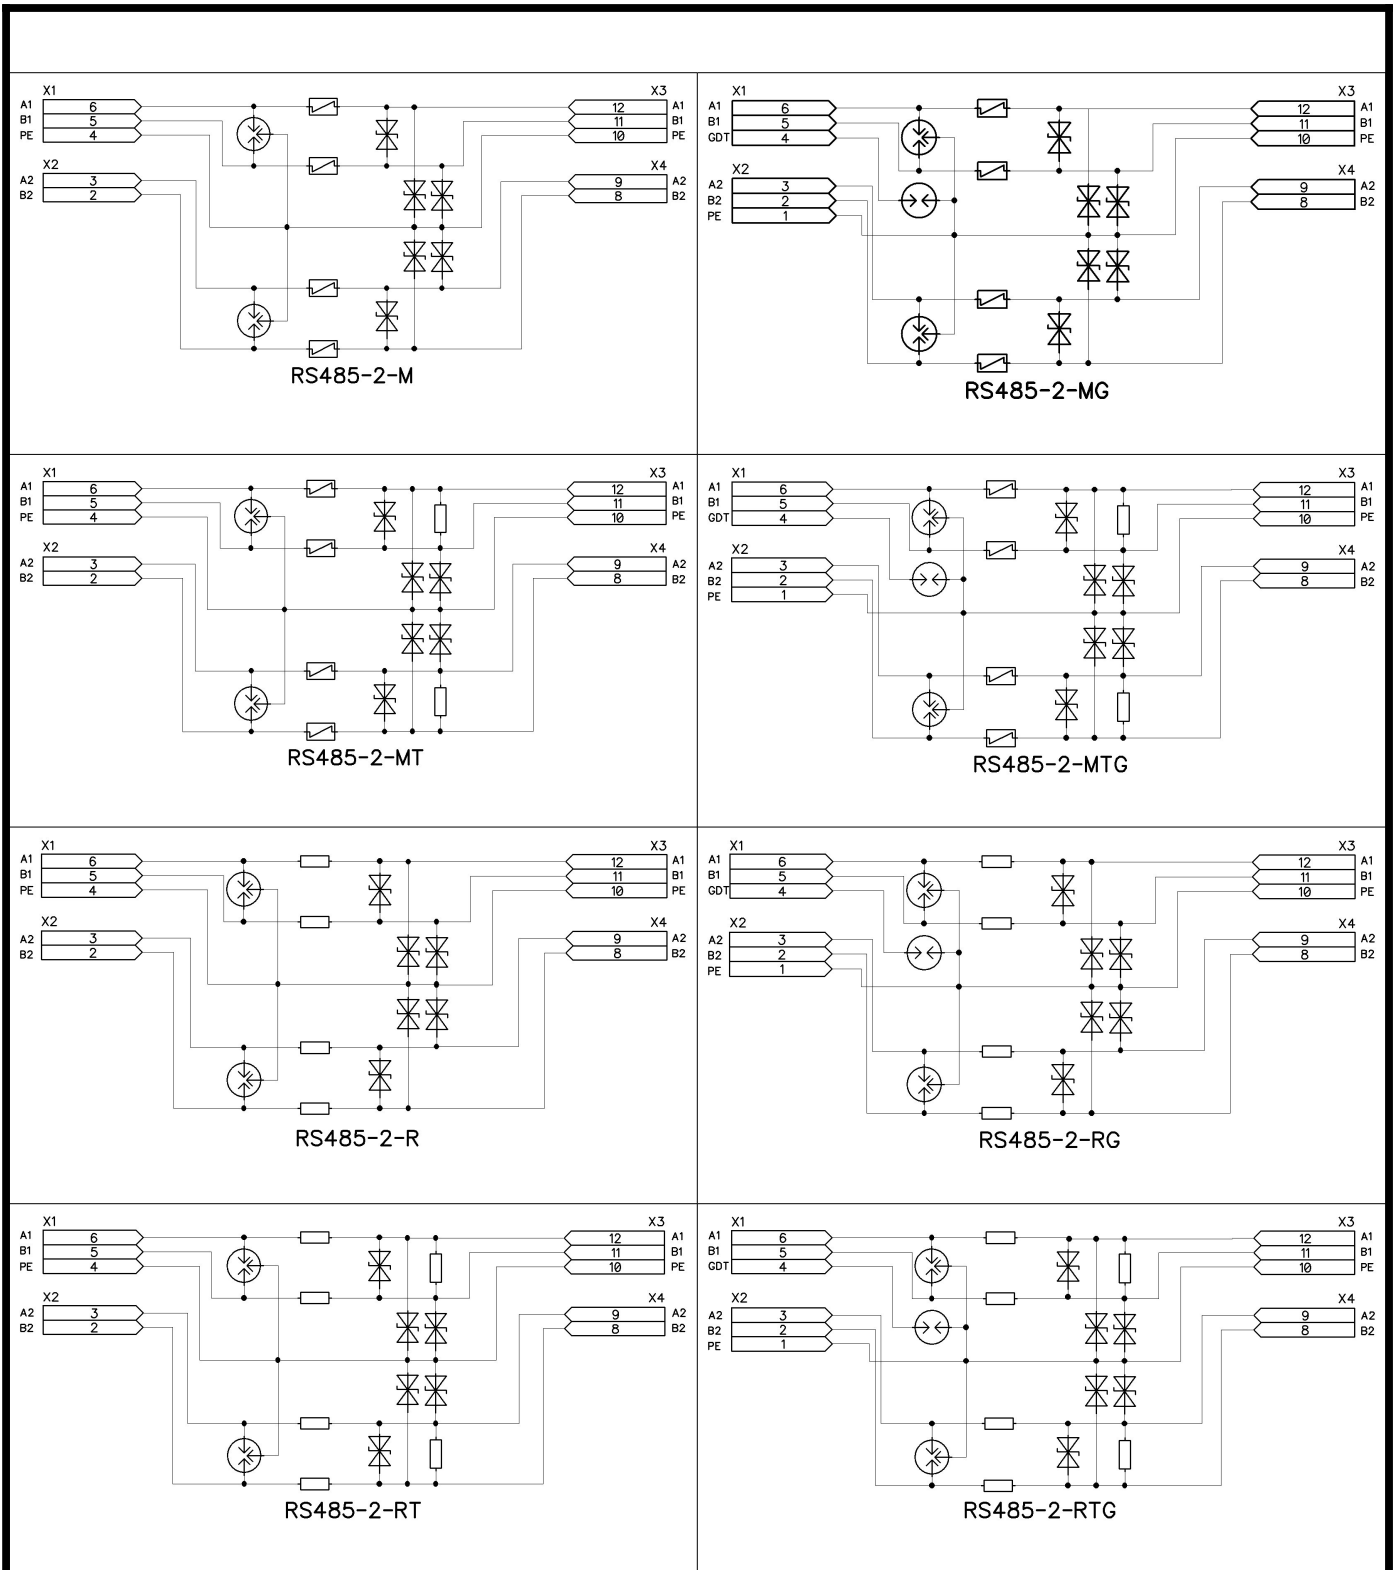 X1
A1 6
B1 5
PE 4
X2
A2 3
B2 2
X3
12 A1
11 B1
10 PE
X4
9 A2
8 B2
RS485-2-M
X1
A1 6
B1 5
GDT 4
X2
A2 3
B2 2
PE 1
X3
12 A1
11 B1
10 PE
X4
9 A2
8 B2
RS485-2-MG
X1
A1 6
B1 5
PE 4
X2
A2 3
B2 2
X3
12 A1
11 B1
10 PE
X4
9 A2
8 B2
RS485-2-MT
X1
A1 6
B1 5
GDT 4
X2
A2 3
B2 2
PE 1
X3
12 A1
11 B1
10 PE
X4
9 A2
8 B2
RS485-2-MTG
X1
A1 6
B1 5
PE 4
X2
A2 3
B2 2
X3
12 A1
11 B1
10 PE
X4
9 A2
8 B2
RS485-2-R
X1
A1 6
B1 5
GDT 4
X2
A2 3
B2 2
PE 1
X3
12 A1
11 B1
10 PE
X4
9 A2
8 B2
RS485-2-RG
X1
A1 6
B1 5
PE 4
X2
A2 3
B2 2
X3
12 A1
11 B1
10 PE
X4
9 A2
8 B2
RS485-2-RT
X1
A1 6
B1 5
GDT 4
X2
A2 3
B2 2
PE 1
X3
12 A1
11 B1
10 PE
X4
9 A2
8 B2
RS485-2-RTG